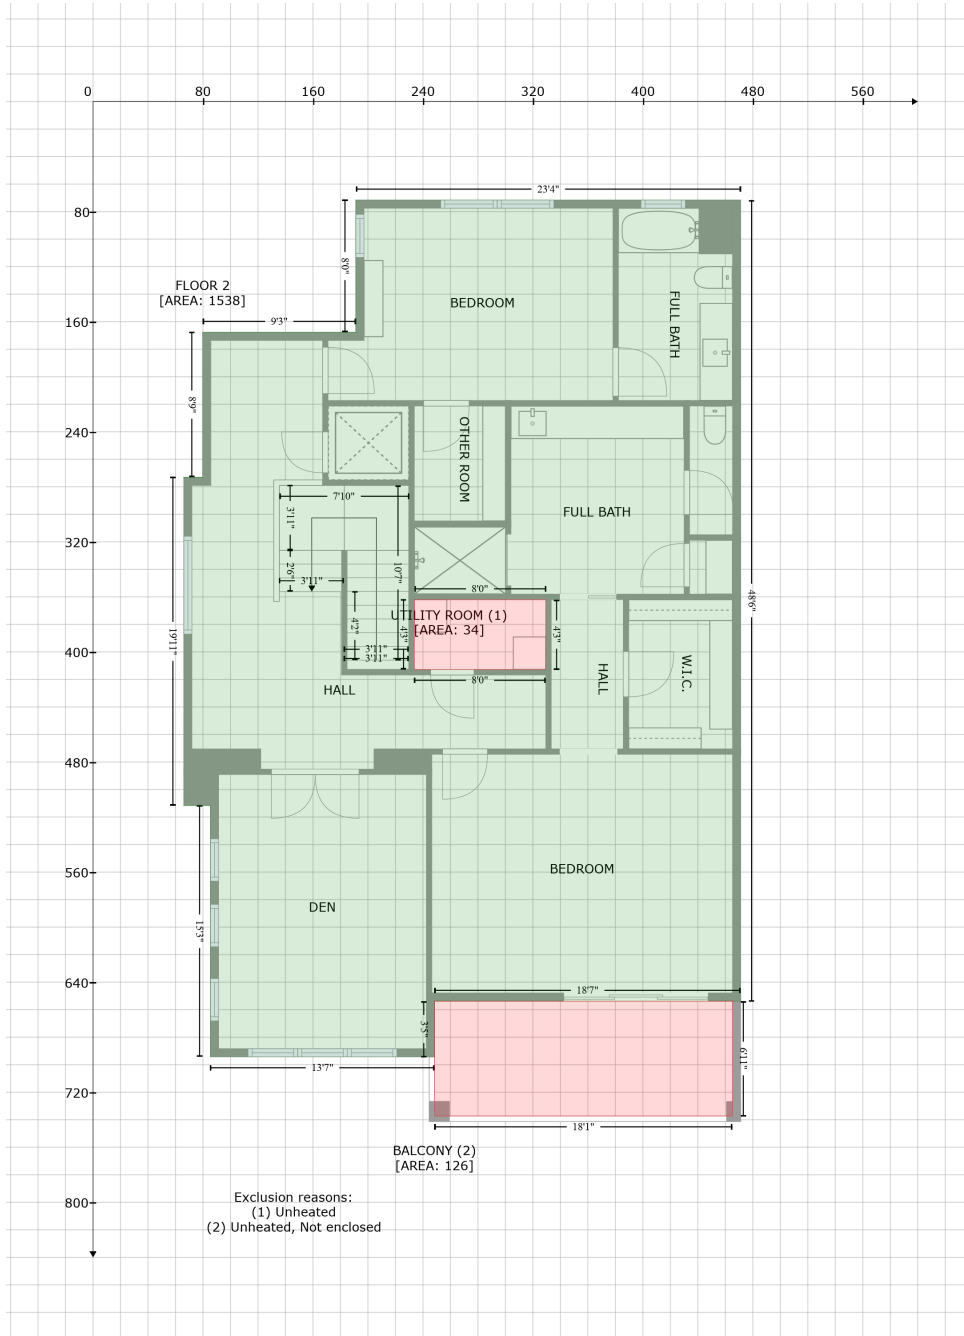 0 80 160 240 320 400 480 560
23'4"
80
8'0"
FLOOR 2
[AREA: 1538]
BEDROOM
FULL BATH
9'3"
160
8'9"
240
OTHER ROOM
7'10"
3'11"
FULL BATH
320
2'6"
10'7"
3'11"
8'0"
48'6"
UTILITY ROOM (1)
[AREA: 34]
4'2"
4'3"
4'3"
19'11"
400
3'11"
3'11"
HALL
W.I.C.
8'0"
HALL
480
560
BEDROOM
DEN
15'3"
640
18'7"
3'5"
6'11"
13'7"
720
18'1"
BALCONY (2)
[AREA: 126]
800
Exclusion reasons:
(1) Unheated
(2) Unheated, Not enclosed